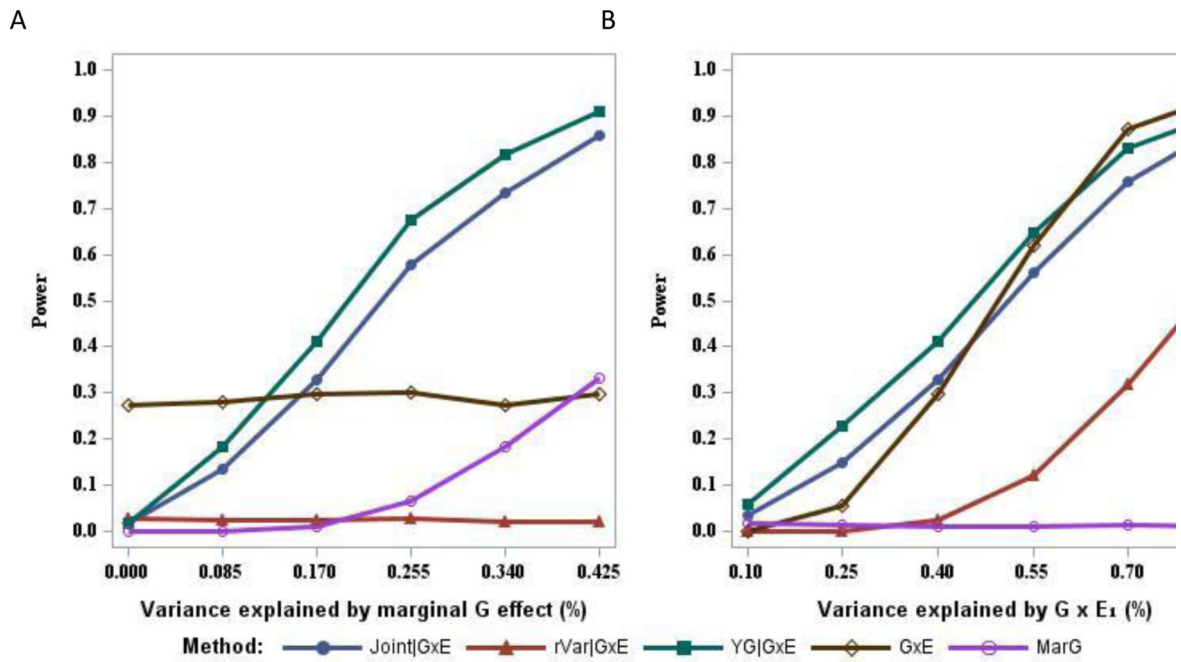 A
B
1.0
0.9
0.8
0.7
0.6
0.5
0.4
0.3
0.2
0.1
0.0
Power
0.000 0.085 0.170 0.255 0.340 0.425
Variance explained by marginal G effect (%)
1.0
0.9
0.8
0.7
0.6
0.5
0.4
0.3
0.2
0.1
0.0
Power
0.10 0.25 0.40 0.55 0.70
Variance explained by G x E₁ (%)
Method: Joint|GxE rVar|GxE YG|GxE GxE MarG